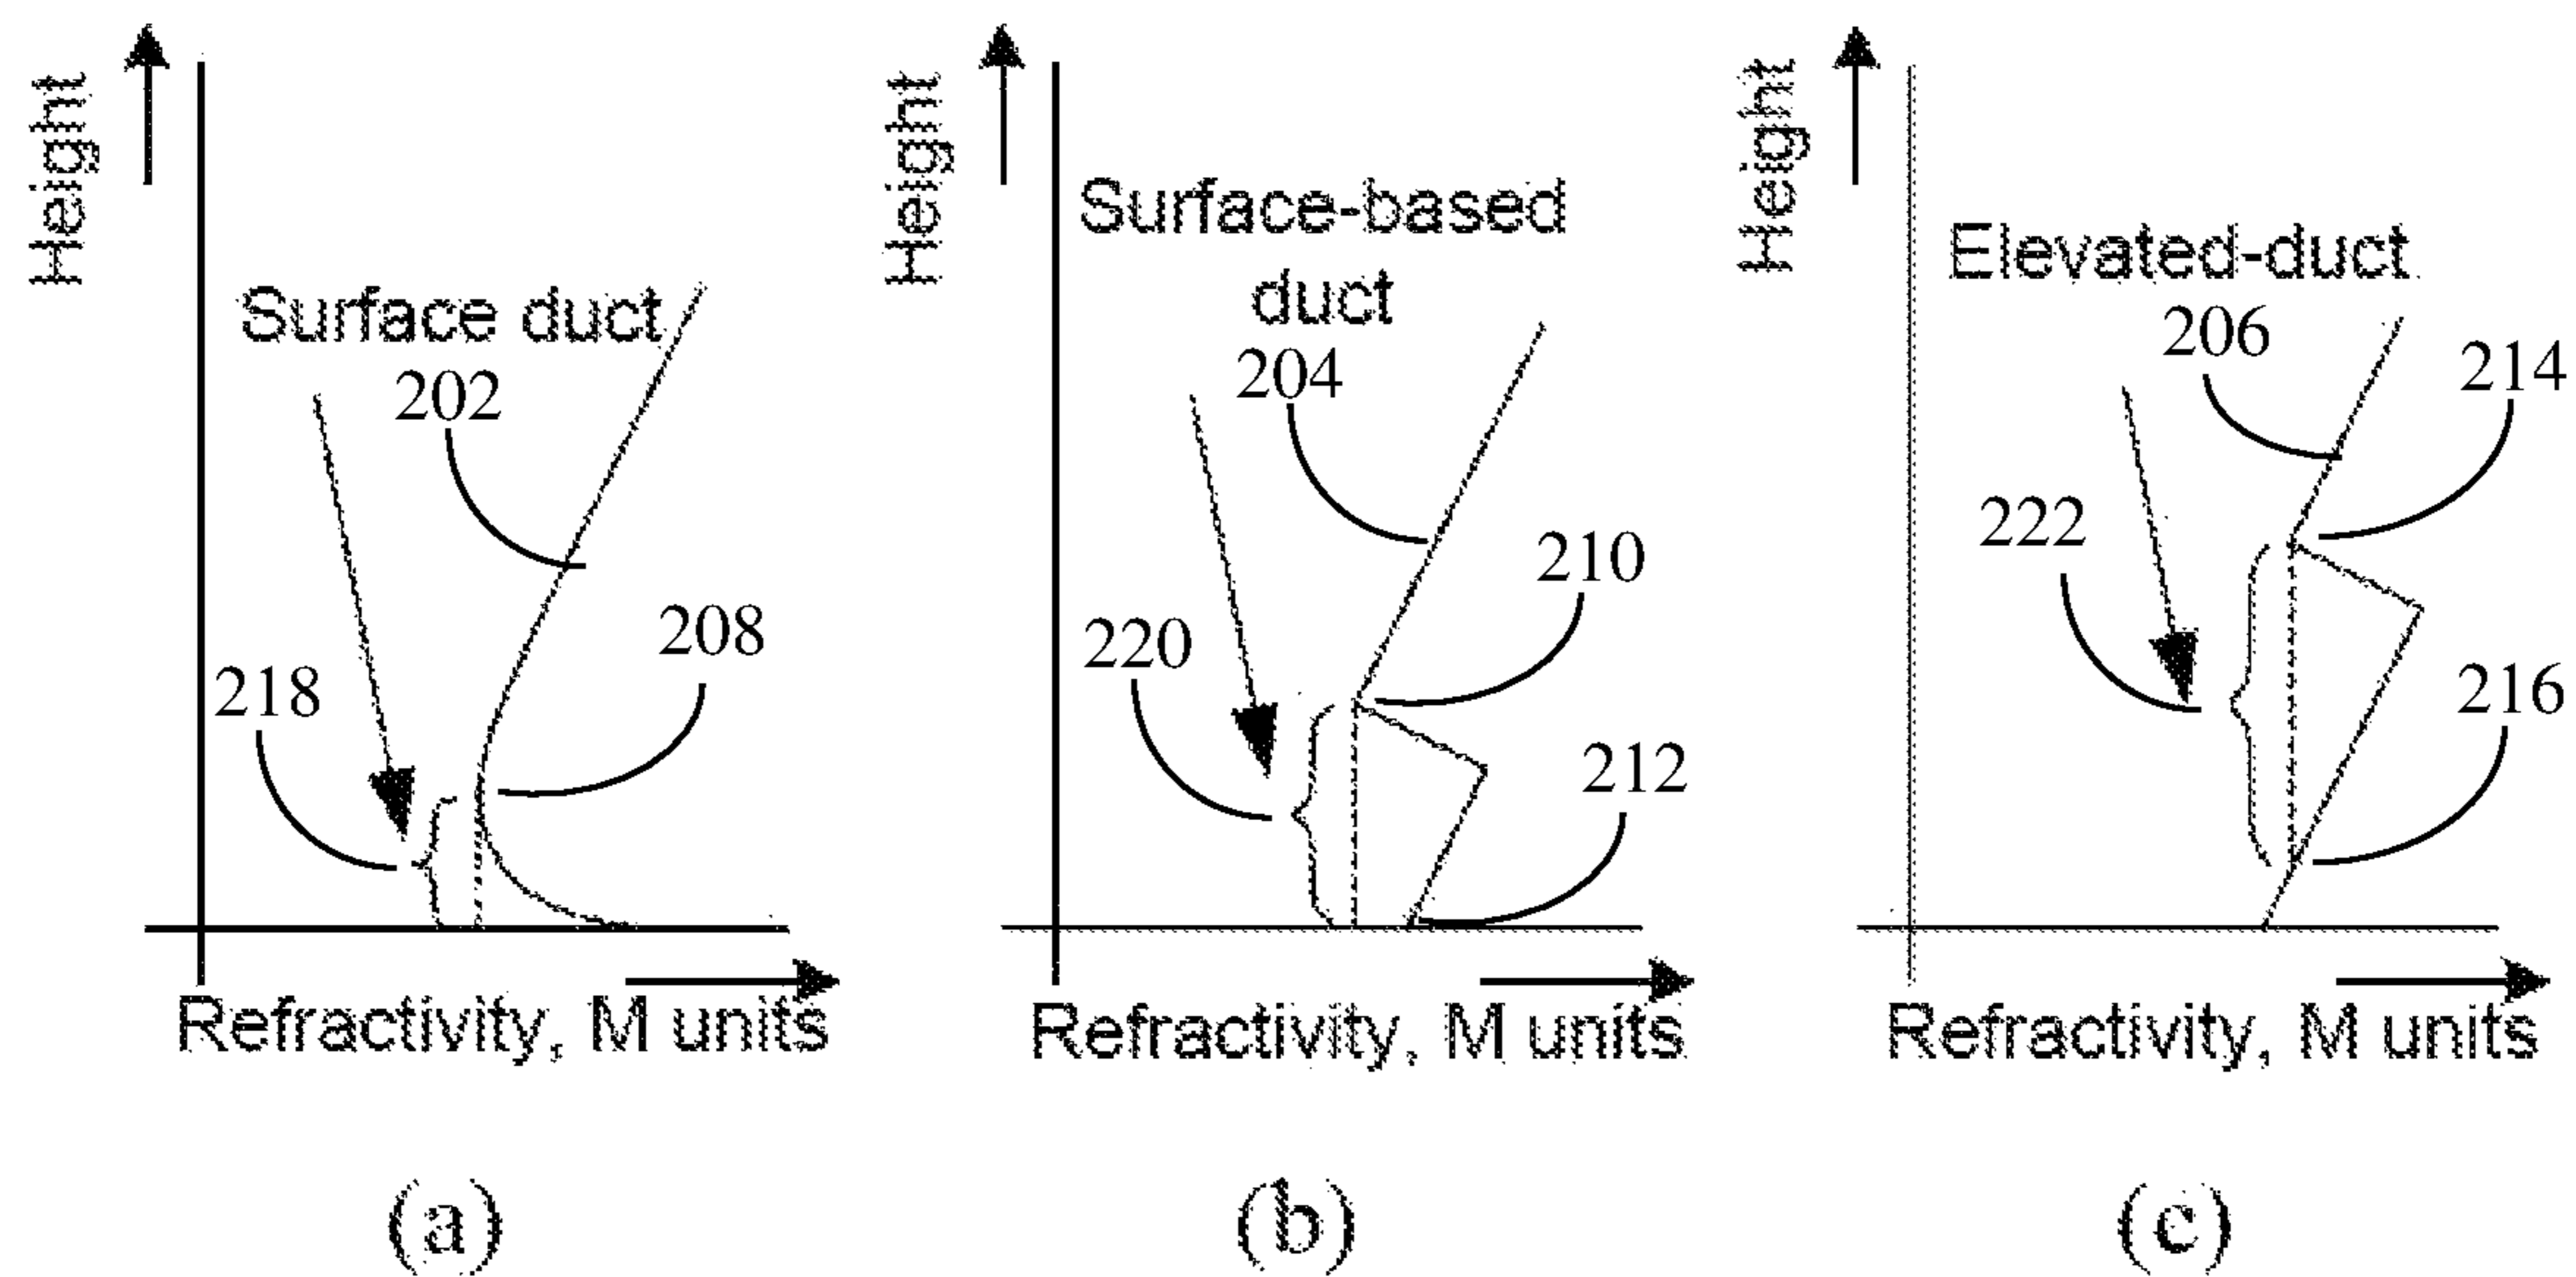 Height
Surface duct
202
208
218
Refractivity, M units
(a)
Height
Surface-based
duct
204
210
220
212
Refractivity, M units
(b)
Height
Elevated-duct
206
214
222
216
Refractivity, M units
(c)